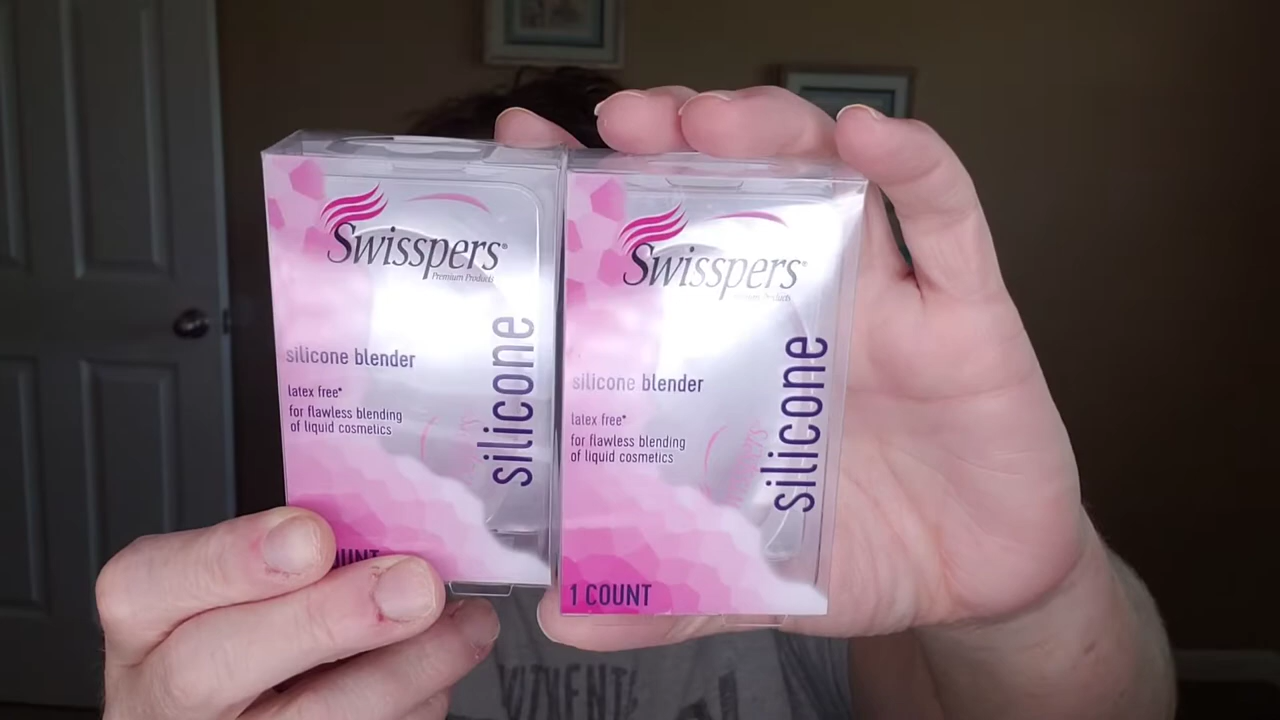 Swisspers®
Premium Products
silicone blender
latex free*
for flawless blending
of liquid cosmetics
silicone
Swisspers®
Products
silicone blender
latex free*
for flawless blending
of liquid cosmetics
silicone
1 COUNT